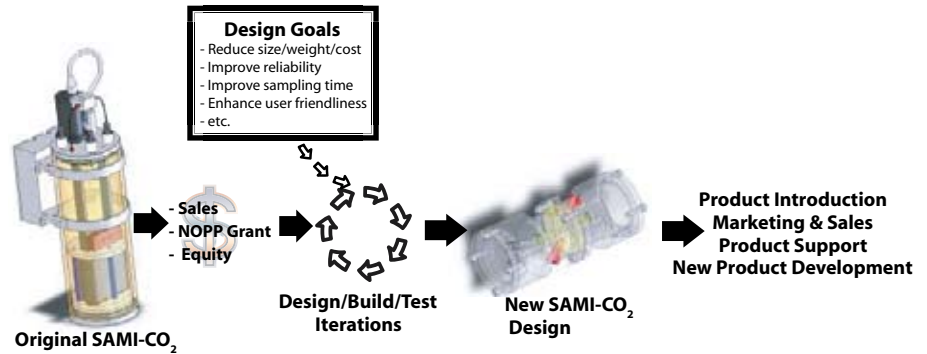 Design Goals
- Reduce size/weight/cost
- Improve reliability
- Improve sampling time
- Enhance user friendliness
- etc.
$
- Sales
- NOPP Grant
- Equity
Design/Build/Test
Iterations
Original SAMI-CO₂
New SAMI-CO₂
Design
Product Introduction
Marketing & Sales
Product Support
New Product Development